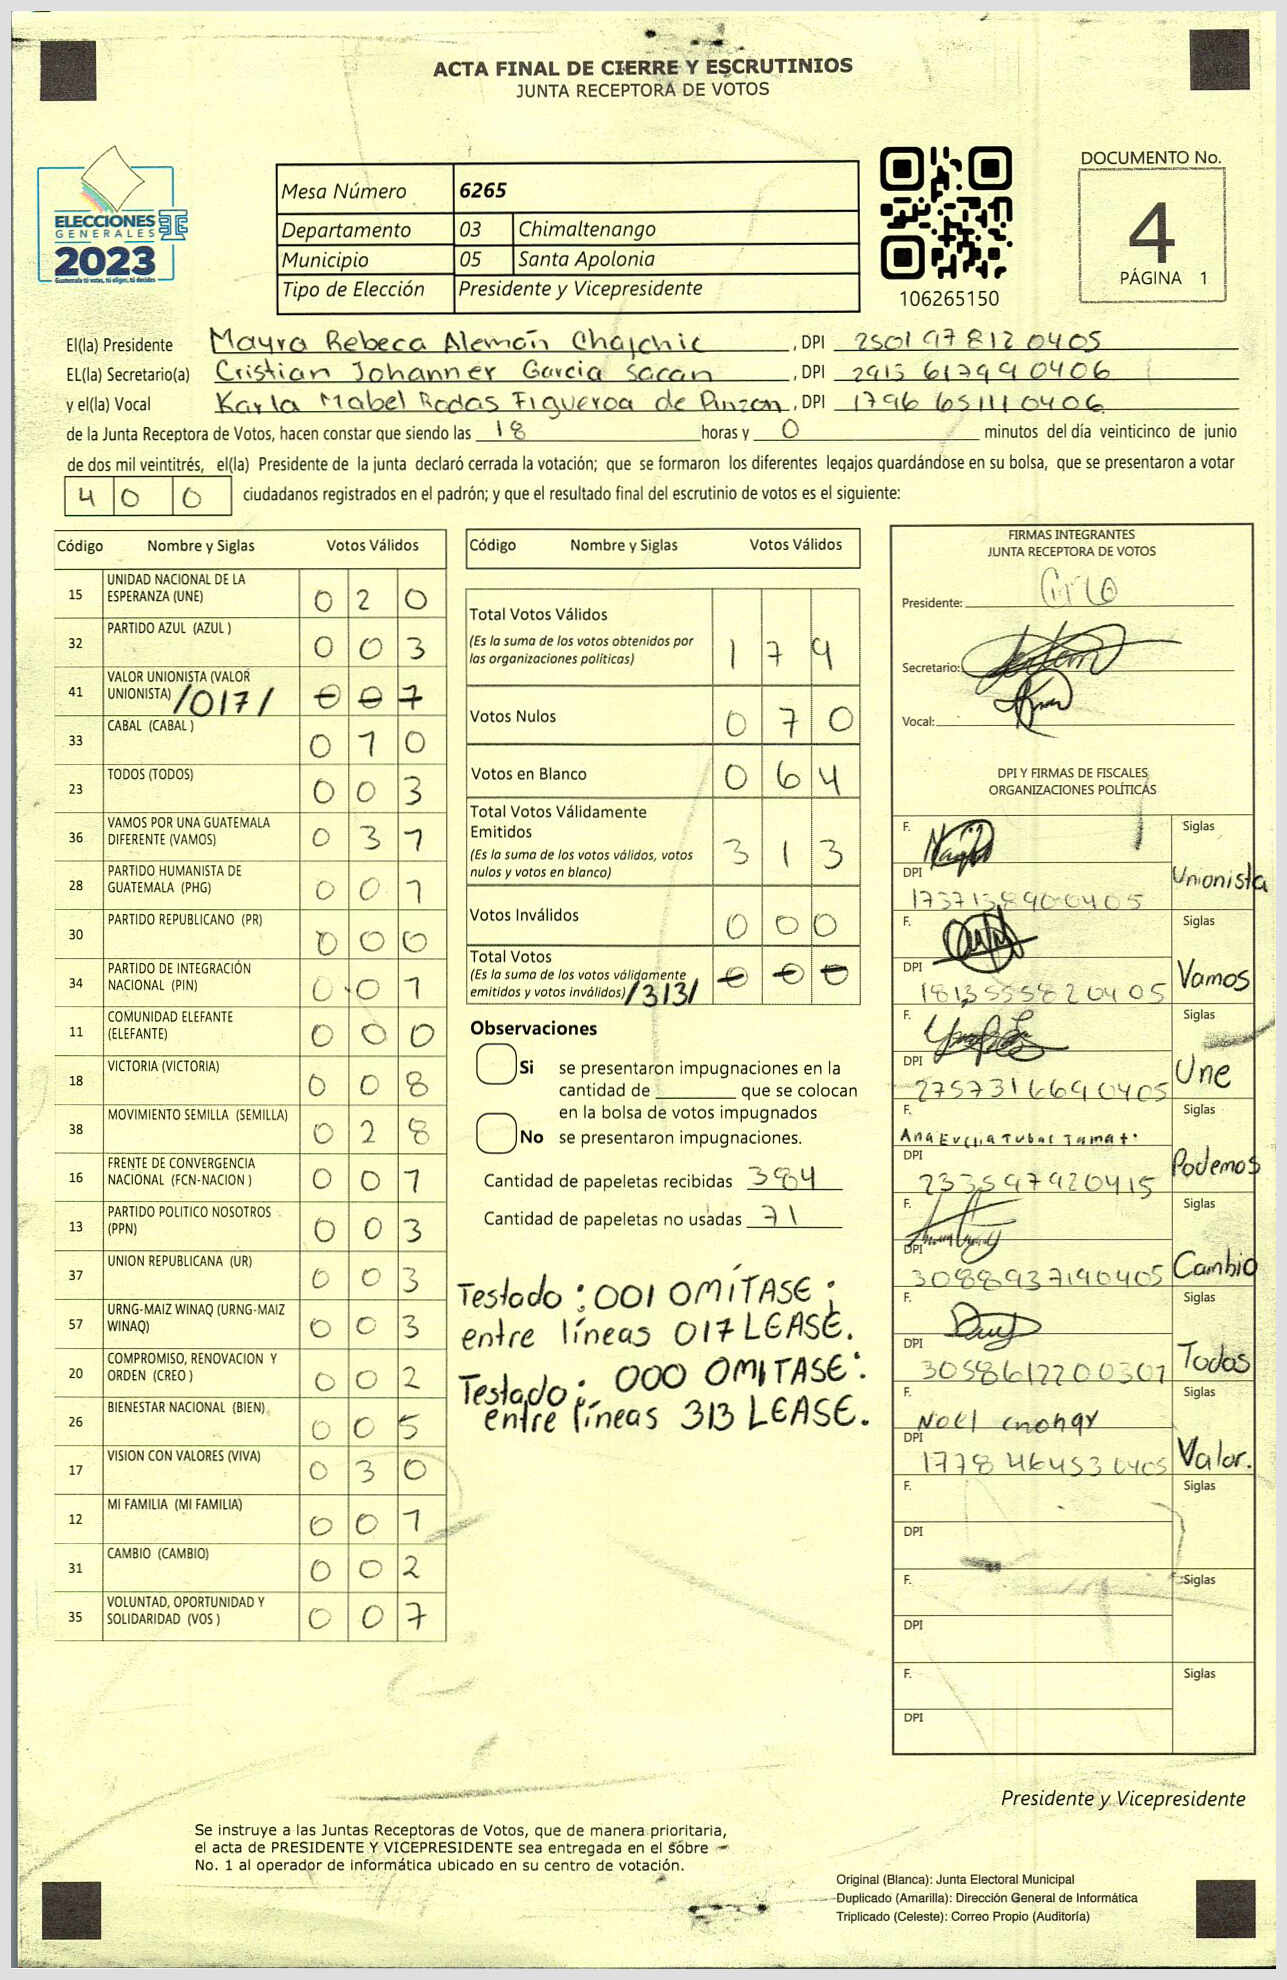 ACTA FINAL DE CIERRE Y ESCRUTINIOS
JUNTA RECEPTORA DE VOTOS
ELECCIONES
GENERALES
2023
Guatemala tú votas, tú eliges, tú decides
Mesa Número 6265
Departamento 03 Chimaltenango
Municipio 05 Santa Apolonia
Tipo de Elección Presidente y Vicepresidente
106265150
DOCUMENTO No.
4
PÁGINA 1
El(la) Presidente Mayra Rebeca Alemán Chajchic, DPI 2501 97812 0405
EL(la) Secretario(a) Cristian Johanner Garcia Sacan, DPI 2913 61799 0406
y el(la) Vocal Karla Mabel Rodas Figueroa de Pinzon, DPI 1796 65111 0406
de la Junta Receptora de Votos, hacen constar que siendo las 18 horas y 0 minutos del día veinticinco de junio
de dos mil veintitrés, el(la) Presidente de la junta declaró cerrada la votación; que se formaron los diferentes legajos guardándose en su bolsa, que se presentaron a votar
400 ciudadanos registrados en el padrón; y que el resultado final del escrutinio de votos es el siguiente:
Código Nombre y Siglas Votos Válidos
15 UNIDAD NACIONAL DE LA ESPERANZA (UNE) 0 2 0
32 PARTIDO AZUL (AZUL ) 0 0 3
41 VALOR UNIONISTA (VALOR UNIONISTA) /017/ 0 0 7
33 CABAL (CABAL ) 0 1 0
23 TODOS (TODOS) 0 0 3
36 VAMOS POR UNA GUATEMALA DIFERENTE (VAMOS) 0 3 1
28 PARTIDO HUMANISTA DE GUATEMALA (PHG) 0 0 1
30 PARTIDO REPUBLICANO (PR) 0 0 0
34 PARTIDO DE INTEGRACIÓN NACIONAL (PIN) 0 0 1
11 COMUNIDAD ELEFANTE (ELEFANTE) 0 0 0
18 VICTORIA (VICTORIA) 0 0 8
38 MOVIMIENTO SEMILLA (SEMILLA) 0 2 8
16 FRENTE DE CONVERGENCIA NACIONAL (FCN-NACION ) 0 0 1
13 PARTIDO POLITICO NOSOTROS (PPN) 0 0 3
37 UNION REPUBLICANA (UR) 0 0 3
57 URNG-MAIZ WINAQ (URNG-MAIZ WINAQ) 0 0 3
20 COMPROMISO, RENOVACION Y ORDEN (CREO ) 0 0 2
26 BIENESTAR NACIONAL (BIEN) 0 0 5
17 VISION CON VALORES (VIVA) 0 3 0
12 MI FAMILIA (MI FAMILIA) 0 0 1
31 CAMBIO (CAMBIO) 0 0 2
35 VOLUNTAD, OPORTUNIDAD Y SOLIDARIDAD (VOS ) 0 0 7
Código Nombre y Siglas Votos Válidos
Total Votos Válidos 1 7 9
(Es la suma de los votos obtenidos por
las organizaciones políticas)
Votos Nulos 0 7 0
Votos en Blanco 0 6 4
Total Votos Válidamente
Emitidos 3 1 3
(Es la suma de los votos válidos, votos
nulos y votos en blanco)
Votos Inválidos 0 0 0
Total Votos
(Es la suma de los votos válidamente 0 0 0
emitidos y votos inválidos) /313/
Observaciones
Si se presentaron impugnaciones en la
cantidad de que se colocan
en la bolsa de votos impugnados
No se presentaron impugnaciones.
Cantidad de papeletas recibidas 384
Cantidad de papeletas no usadas 71
Testado: 001 OMÍTASE;
entre líneas 017 LEASE.
Testado: 000 OMITASE:
entre líneas 313 LEASE.
FIRMAS INTEGRANTES
JUNTA RECEPTORA DE VOTOS
Presidente:
Secretario:
Vocal:
DPI Y FIRMAS DE FISCALES
ORGANIZACIONES POLÍTICAS
F. Siglas
DPI 1737138900405 Unionista
F. Siglas
DPI 1813555820405 Vamos
F. Siglas
DPI 2757316690405 Une
F. Siglas
Ana Evelia Tubac
DPI 233597920415 Podemos
F. Siglas
DPI 3088937190405 Cambio
F. Siglas
DPI 3058612200301 Todos
F. Siglas
Noel
DPI 1778464530405 Valor.
F. Siglas
DPI
F. Siglas
DPI
F. Siglas
DPI
Presidente y Vicepresidente
Se instruye a las Juntas Receptoras de Votos, que de manera prioritaria,
el acta de PRESIDENTE Y VICEPRESIDENTE sea entregada en el sobre
No. 1 al operador de informática ubicado en su centro de votación.
Original (Blanca): Junta Electoral Municipal
Duplicado (Amarilla): Dirección General de Informática
Triplicado (Celeste): Correo Propio (Auditoría)